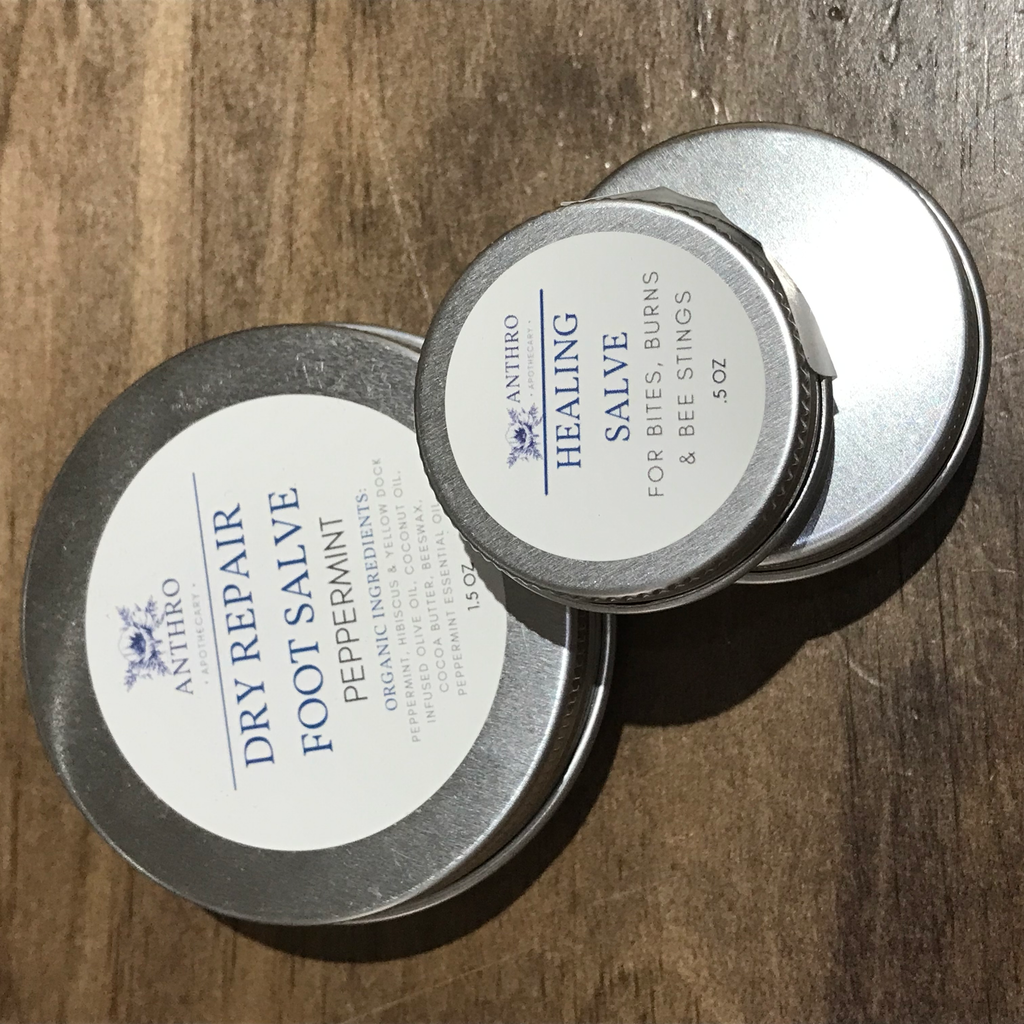 ANTHRO
· APOTHECARY ·
DRY REPAIR
FOOT SALVE
PEPPERMINT
ORGANIC INGREDIENTS:
PEPPERMINT, HIBISCUS & YELLOW DOCK
INFUSED OLIVE OIL, COCONUT OIL,
COCOA BUTTER, BEESWAX,
PEPPERMINT ESSENTIAL OIL
1.5 OZ
ANTHRO
· APOTHECARY ·
HEALING
SALVE
FOR BITES, BURNS
& BEE STINGS
.5 OZ